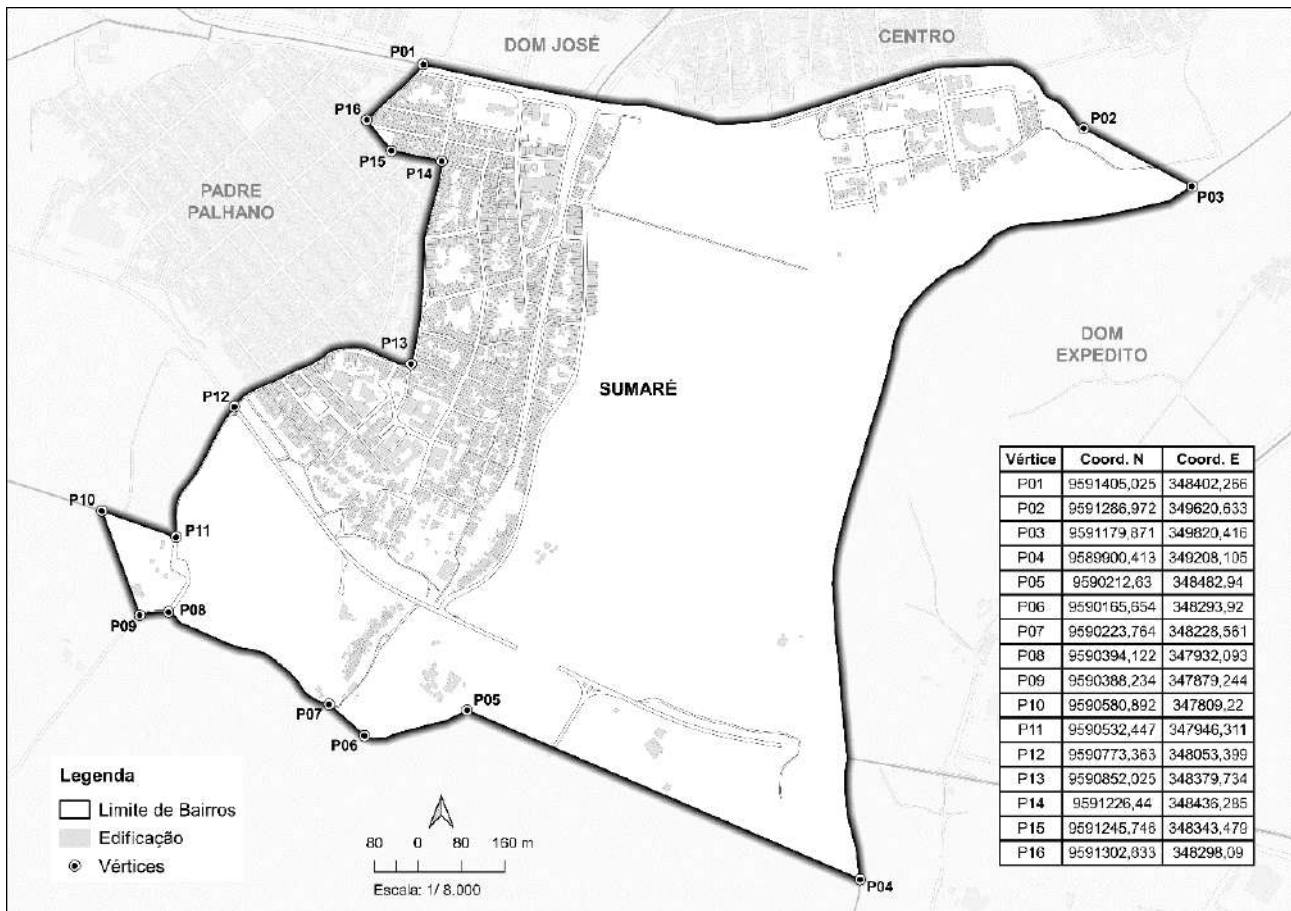 DOM JOSÉ
CENTRO
P01
P16
P15
P14
P02
P03
PADRE
PALHANO
DOM
EXPEDITO
P13
SUMARÉ
P12
P10
P11
P09
P08
P07
P06
P05
P04
Vértice Coord. N Coord. E
P01 9591405,025 348402,266
P02 9591286,972 349620,633
P03 9591179,871 349820,416
P04 9589900,413 349208,105
P05 9590212,63 348482,94
P06 9590165,654 348293,92
P07 9590223,764 348228,561
P08 9590394,122 347932,093
P09 9590388,234 347879,244
P10 9590580,892 347809,22
P11 9590532,447 347946,311
P12 9590773,363 348053,399
P13 9590852,025 348379,734
P14 9591226,44 348436,285
P15 9591245,746 348343,479
P16 9591302,633 348298,09
Legenda
Limite de Bairros
Edificação
Vértices
80 0 80 160 m
Escala: 1/ 8.000